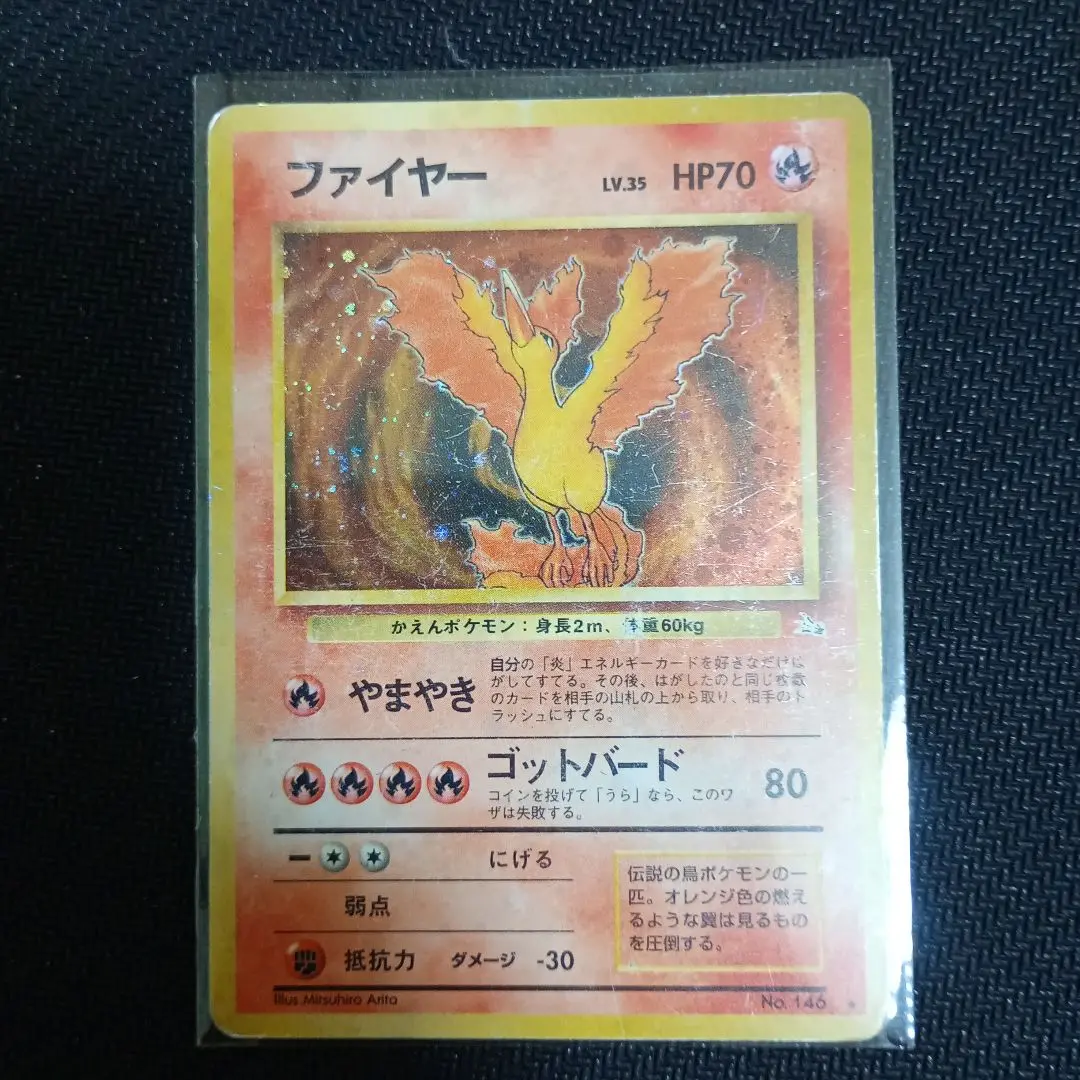 ファイヤー LV.35 HP70
かえんポケモン：身長2m、体重60kg
やまやき
自分の「炎」エネルギーカードを好きなだけは
がしてすてる。その後、はがしたのと同じ枚数
のカードを相手の山札の上から取り、相手のト
ラッシュにすてる。
ゴットバード 80
コインを投げて「うら」なら、このワ
ザは失敗する。
にげる
弱点
抵抗力 ダメージ -30
伝説の鳥ポケモンの一
匹。オレンジ色の燃え
るような翼は見るもの
を圧倒する。
Illus. Mitsuhiro Arita No. 146